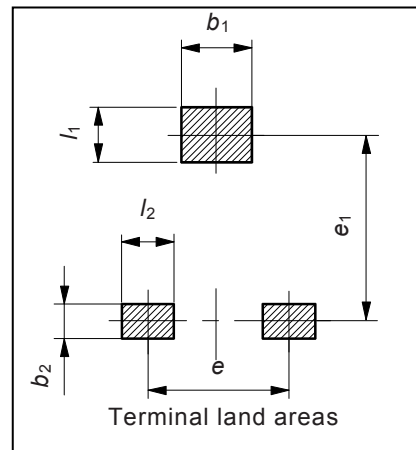 b₁
l₁
l₂
e₁
b₂
e
Terminal land areas